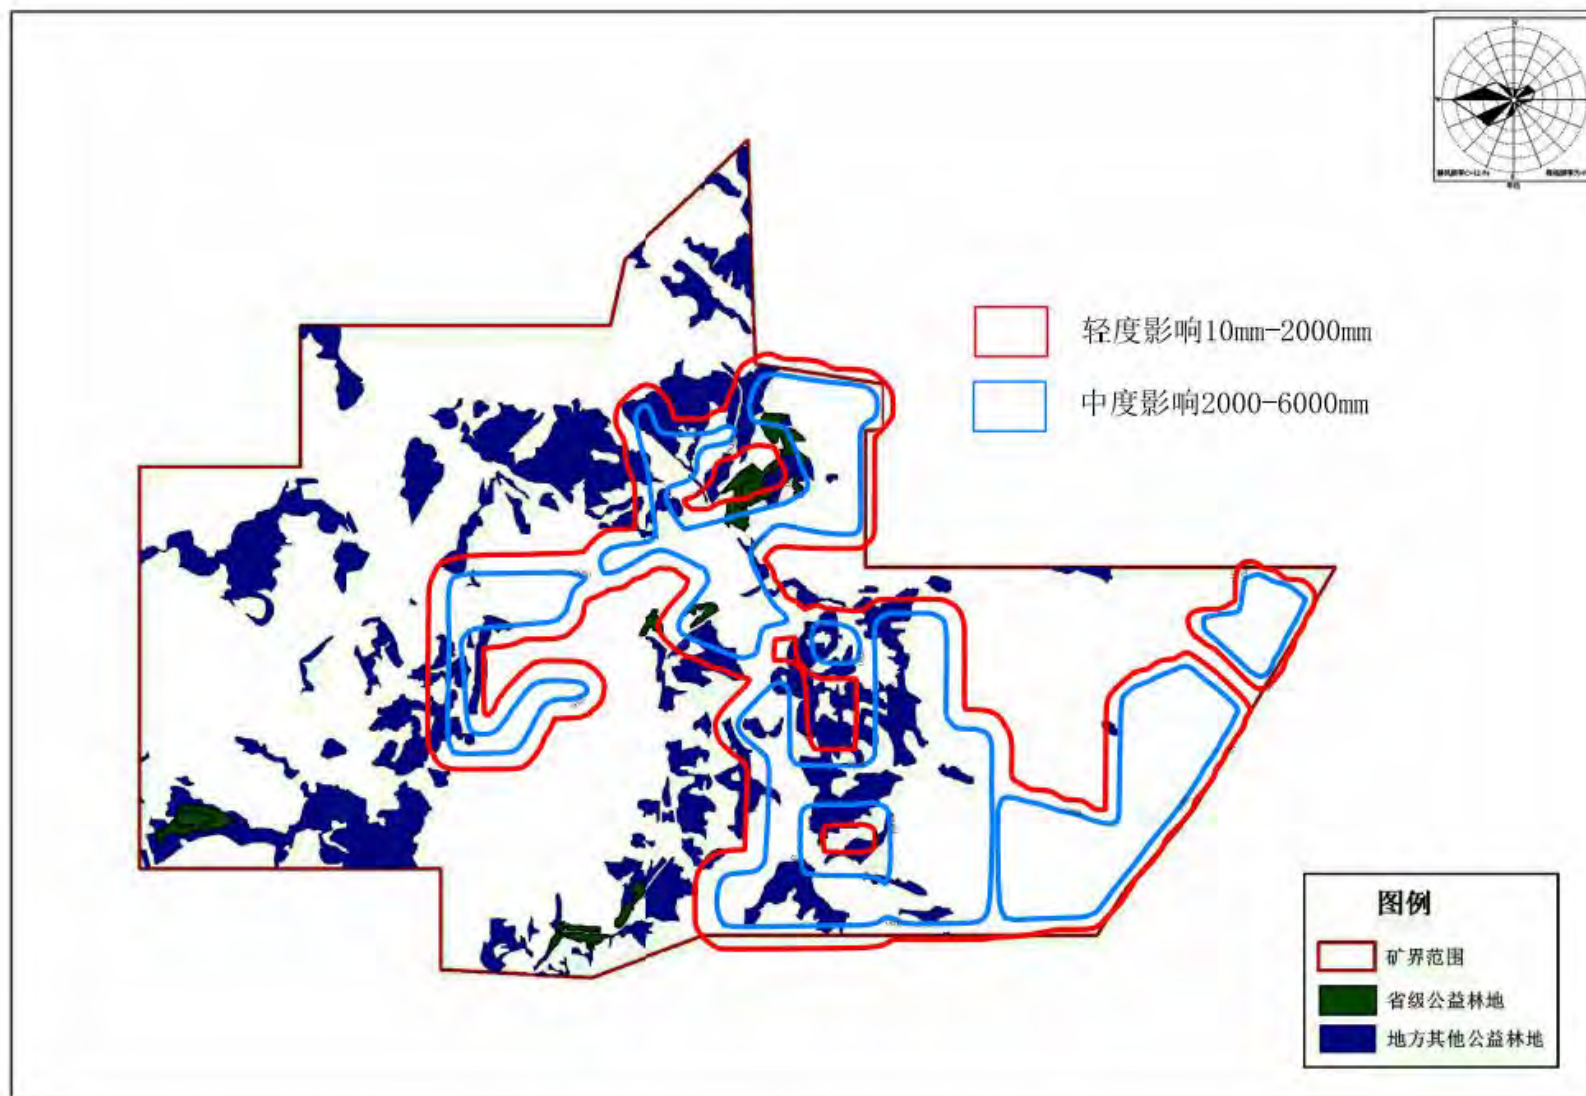 N
轻度影响10mm-2000mm
中度影响2000-6000mm
图例
矿界范围
省级公益林地
地方其他公益林地